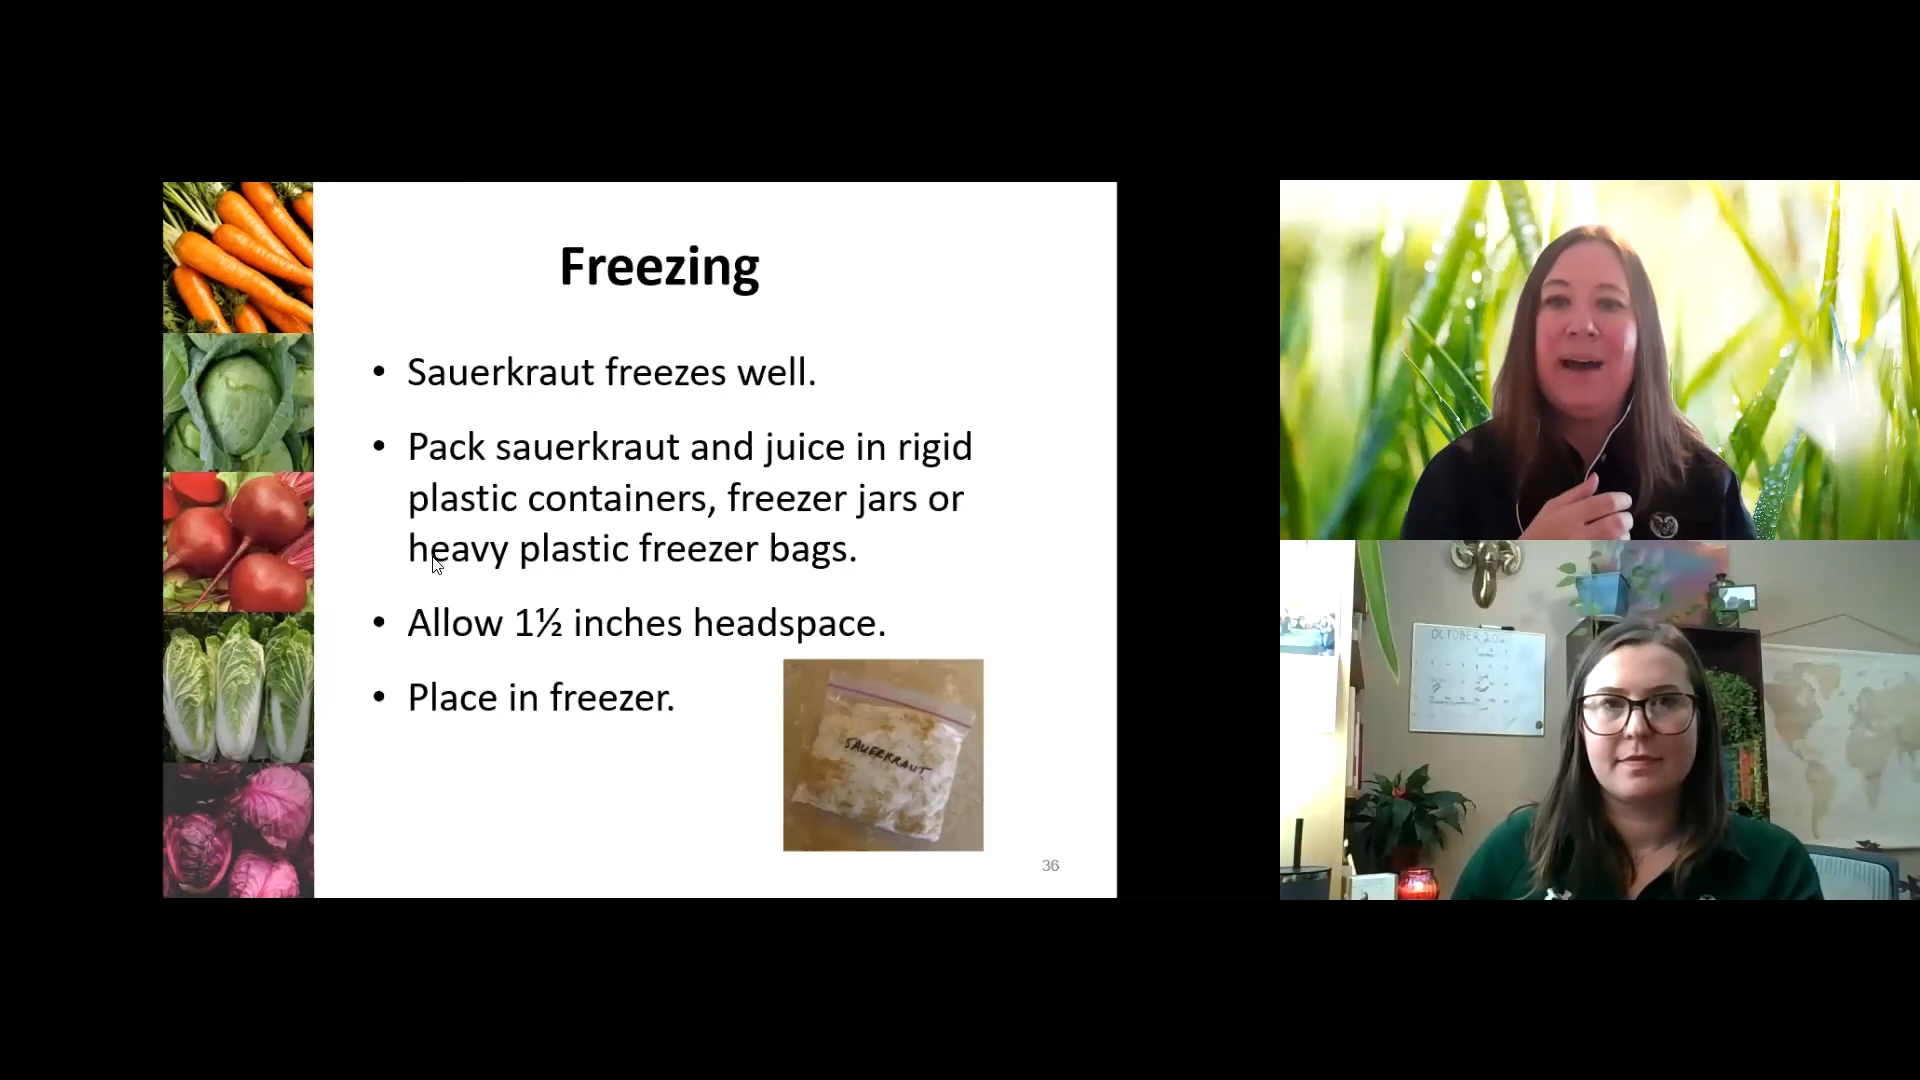 Freezing
• Sauerkraut freezes well.
• Pack sauerkraut and juice in rigid
plastic containers, freezer jars or
heavy plastic freezer bags.
• Allow 1½ inches headspace.
• Place in freezer.
SAUERKRAUT
36
OCTOBER